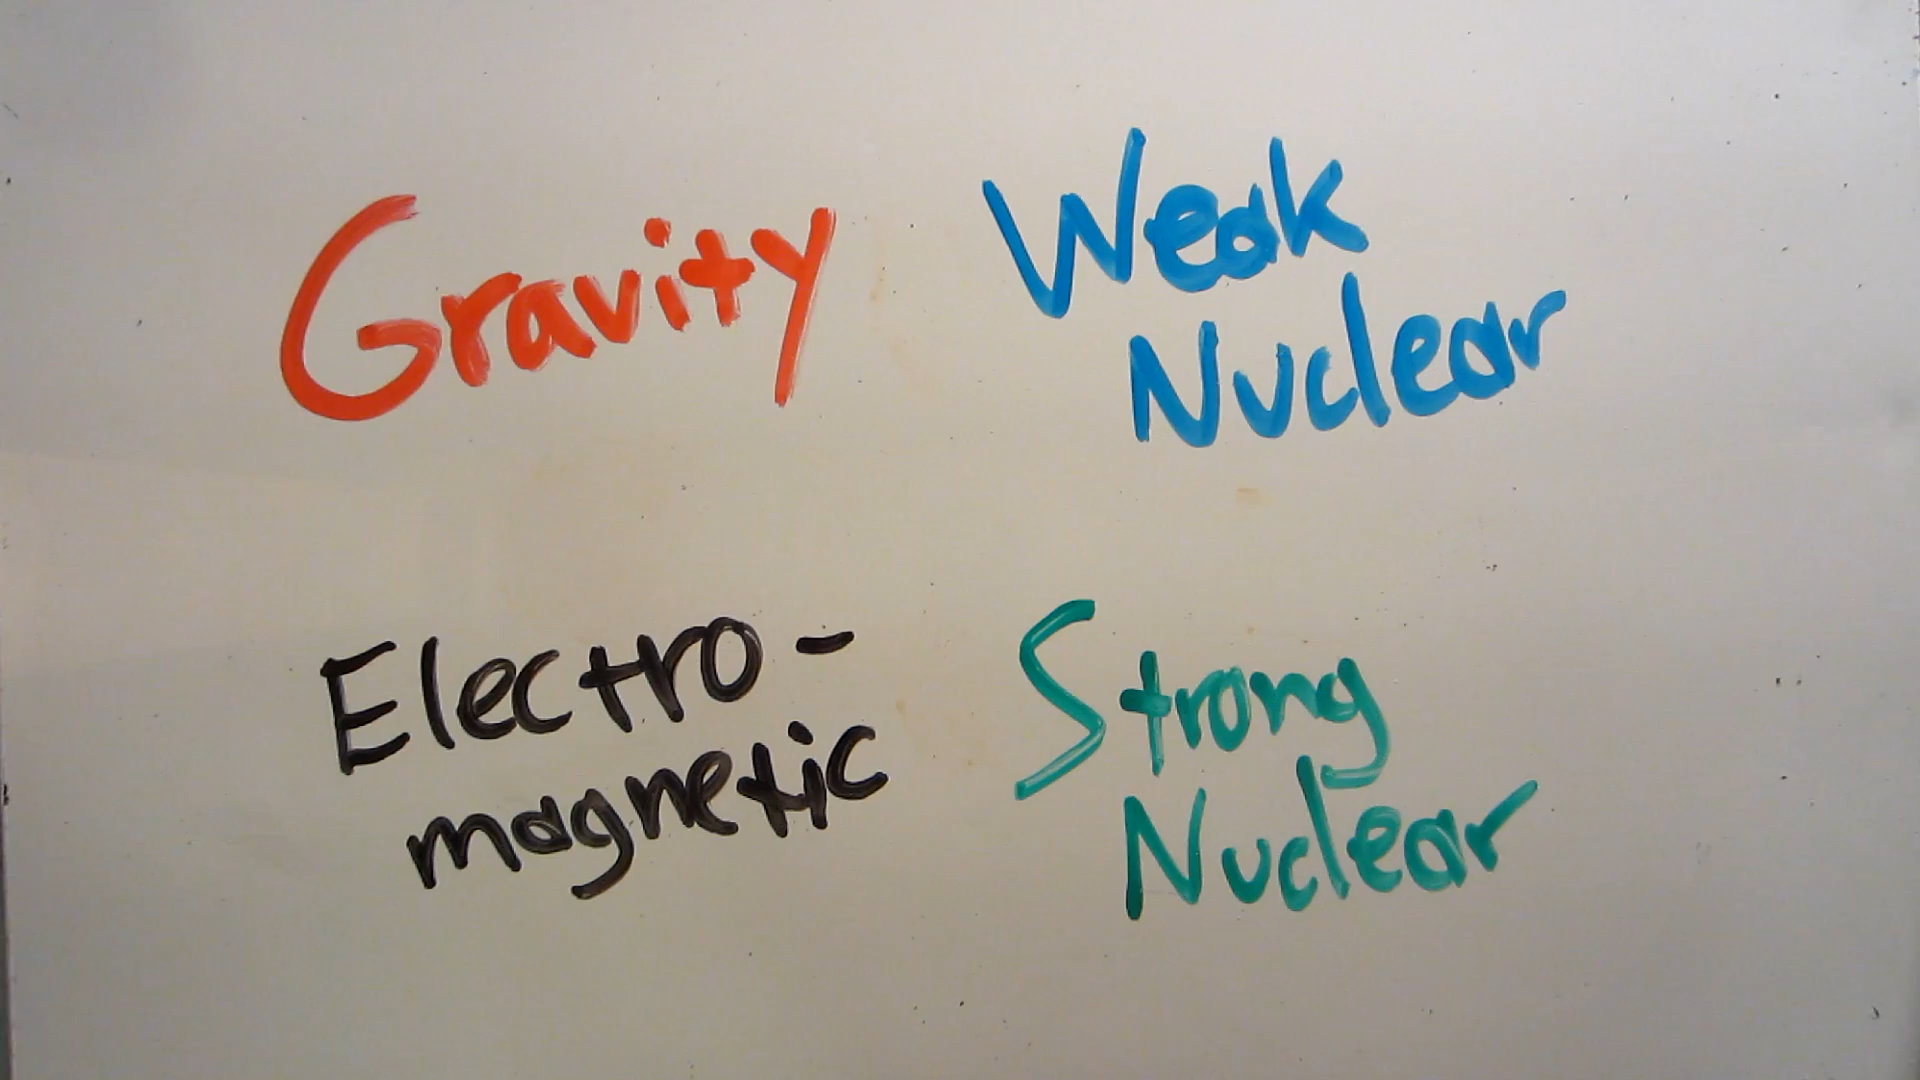 Gravity
Weak
Nuclear
Electro-
magnetic
Strong
Nuclear